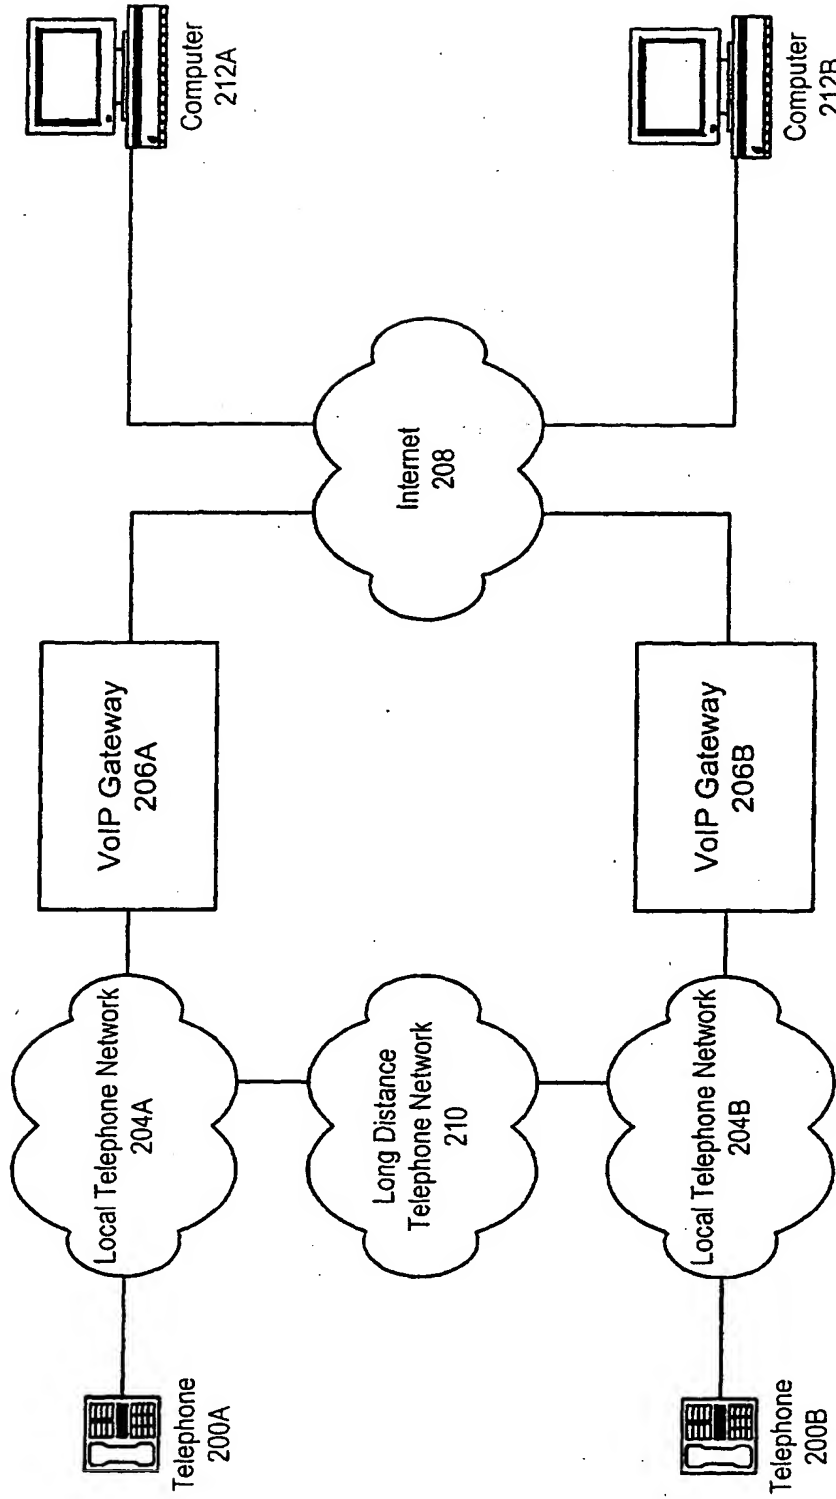 Telephone
200A
Local Telephone Network
204A
VoIP Gateway
206A
Computer
212A
Long Distance
Telephone Network
210
Internet
208
Telephone
200B
Local Telephone Network
204B
VoIP Gateway
206B
Computer
212B